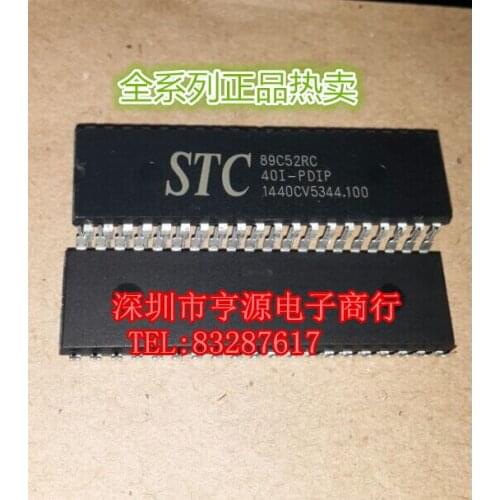 全系列正品热卖
STC 89C52RC
40I-PDIP
1440CV5344.100
深圳市亨源电子商行
TEL:83287617